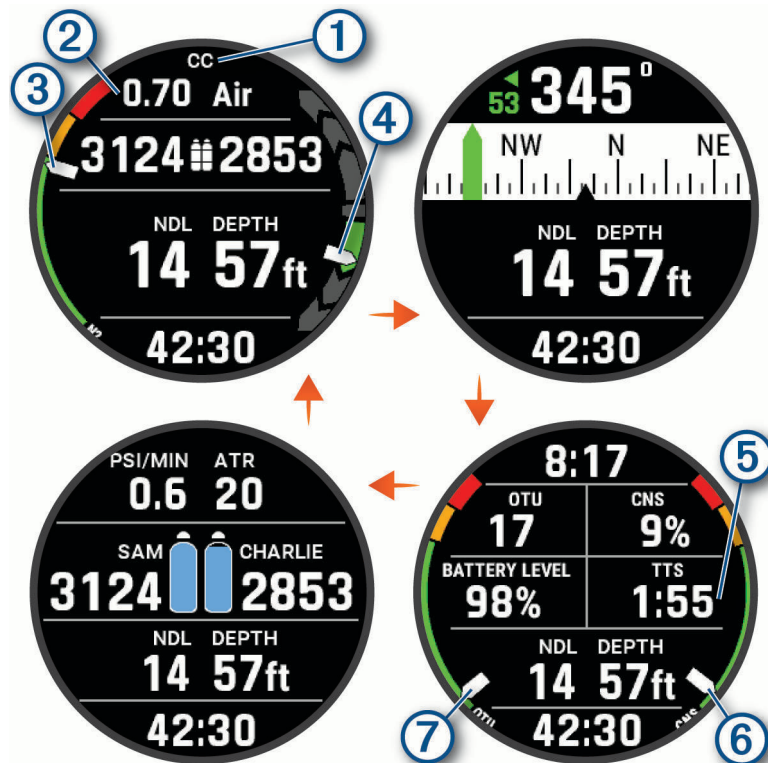 2
1
CC
3
0.70 Air
4
3124 2853
NDL DEPTH
14 57ft
N2
42:30
53 345°
NW N NE
NDL DEPTH
14 57ft
42:30
PSI/MIN ATR
0.6 20
SAM CHARLIE
3124 2853
NDL DEPTH
14 57ft
42:30
8:17
5
OTU CNS
17 9%
BATTERY LEVEL TTS
98% 1:55
NDL DEPTH
14 57ft
OTU CNS
42:30
7
6